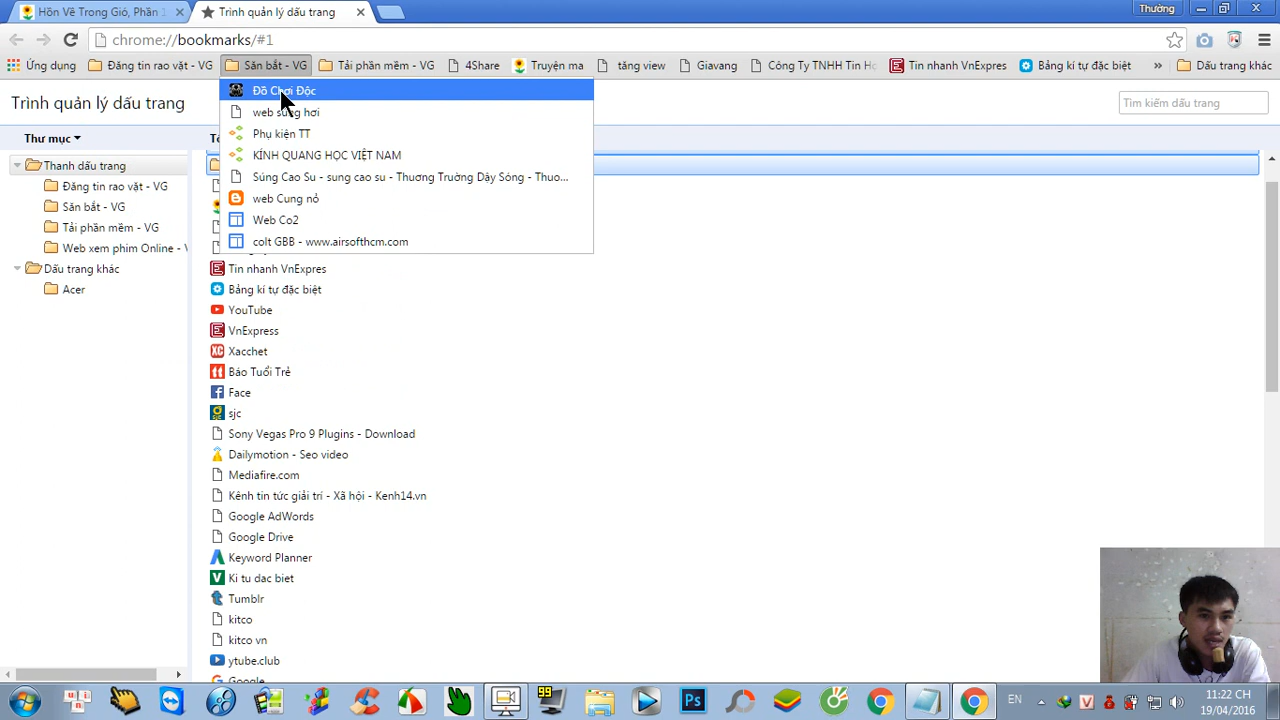 Hồn Về Trong Gió, Phần 1
Trình quản lý dấu trang
Thường
chrome://bookmarks/#1
Ứng dụng
Đăng tin rao vặt - VG
Săn bắt - VG
Tải phần mềm - VG
4Share
Truyện ma
tăng view
Giavang
Công Ty TNHH Tin Họ
Tin nhanh VnExpres
Bảng kí tự đặc biệt
»
Dấu trang khác
Trình quản lý dấu trang
Tìm kiếm dấu trang
Thư mục
Thanh dấu trang
Đăng tin rao vặt - VG
Săn bắt - VG
Tải phần mềm - VG
Web xem phim Online - V
Dấu trang khác
Acer
Đồ Chơi Độc
web súng hơi
Phụ kiện TT
KÍNH QUANG HỌC VIỆT NAM
Súng Cao Su - sung cao su - Thương Trường Dậy Sóng - Thuo...
web Cung nỏ
Web Co2
colt GBB - www.airsofthcm.com
Tin nhanh VnExpres
Bảng kí tự đặc biệt
YouTube
VnExpress
Xacchet
Báo Tuổi Trẻ
Face
sjc
Sony Vegas Pro 9 Plugins - Download
Dailymotion - Seo video
Mediafire.com
Kênh tin tức giải trí - Xã hội - Kenh14.vn
Google AdWords
Google Drive
Keyword Planner
Ki tu dac biet
Tumblr
kitco
kitco vn
ytube.club
EN
11:22 CH
19/04/2016